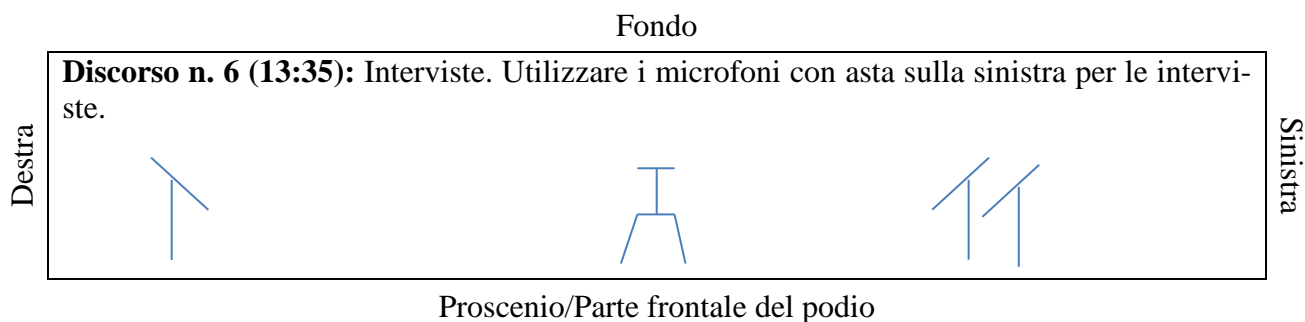 Fondo
Discorso n. 6 (13:35): Interviste. Utilizzare i microfoni con asta sulla sinistra per le intervi-
ste.
Destra
Sinistra
Proscenio/Parte frontale del podio